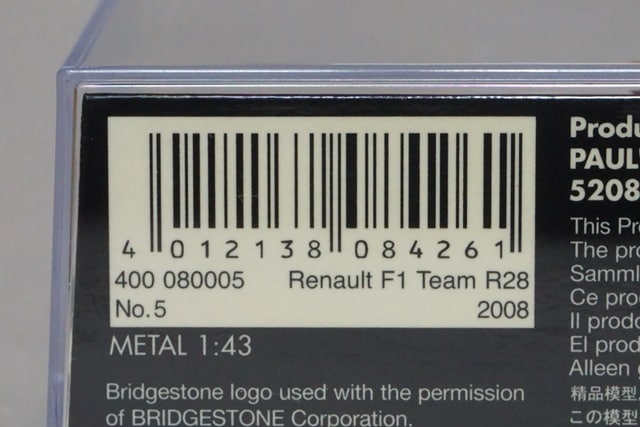 4 012138 084261
400 080005 Renault F1 Team R28
No.5 2008
METAL 1:43
Bridgestone logo used with the permission
of BRIDGESTONE Corporation.
Produ
PAUL'
5208
This Pr
The pro
Samml
Ce prod
Il prodo
El prod
Alleen g
精品模型
この模型